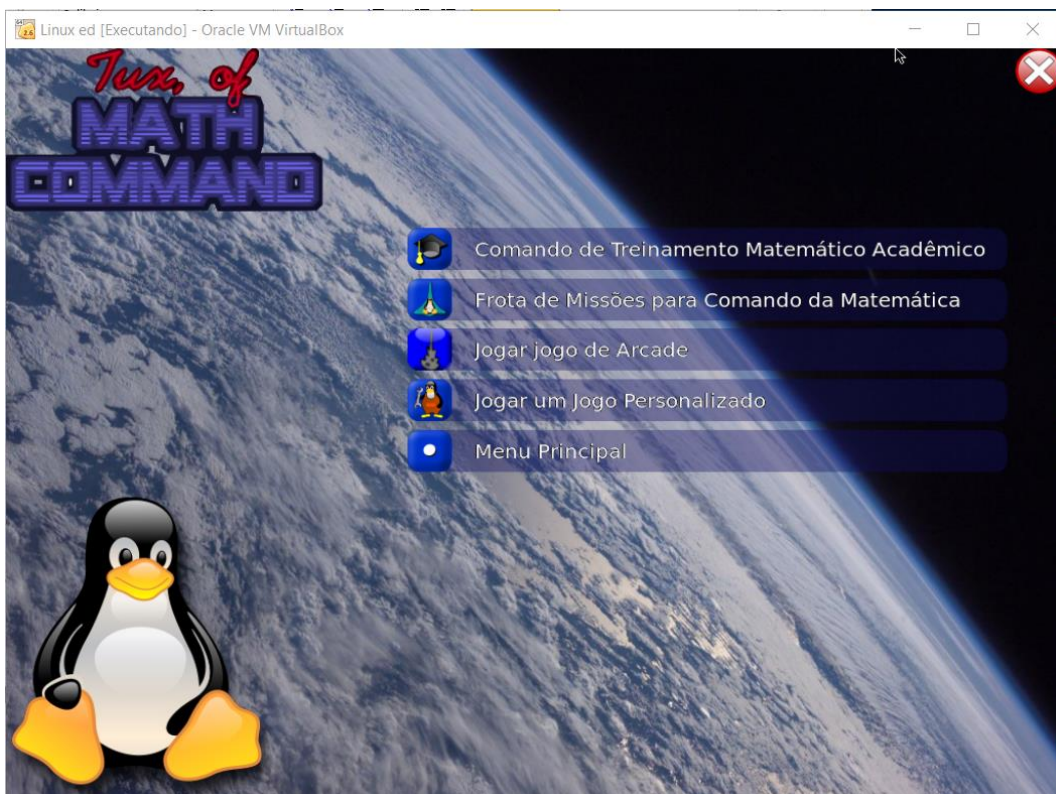 Linux ed [Executando] - Oracle VM VirtualBox
Tux, of
MATH
COMMAND
Comando de Treinamento Matemático Acadêmico
Frota de Missões para Comando da Matemática
Jogar jogo de Arcade
Jogar um Jogo Personalizado
Menu Principal